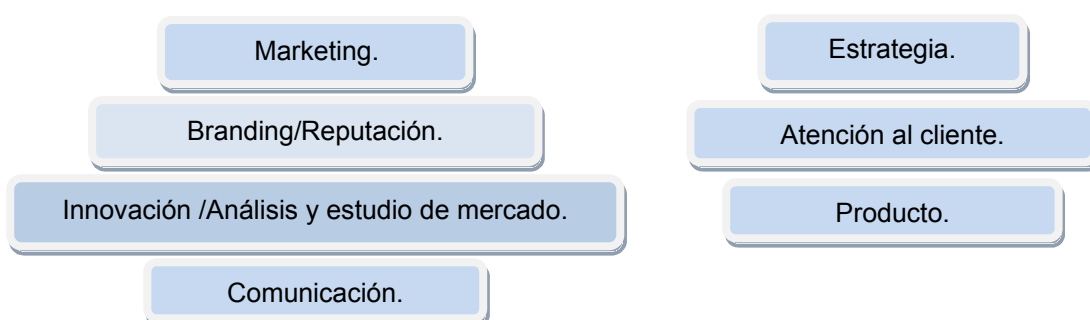 Marketing.
Branding/Reputación.
Innovación /Análisis y estudio de mercado.
Comunicación.
Estrategia.
Atención al cliente.
Producto.